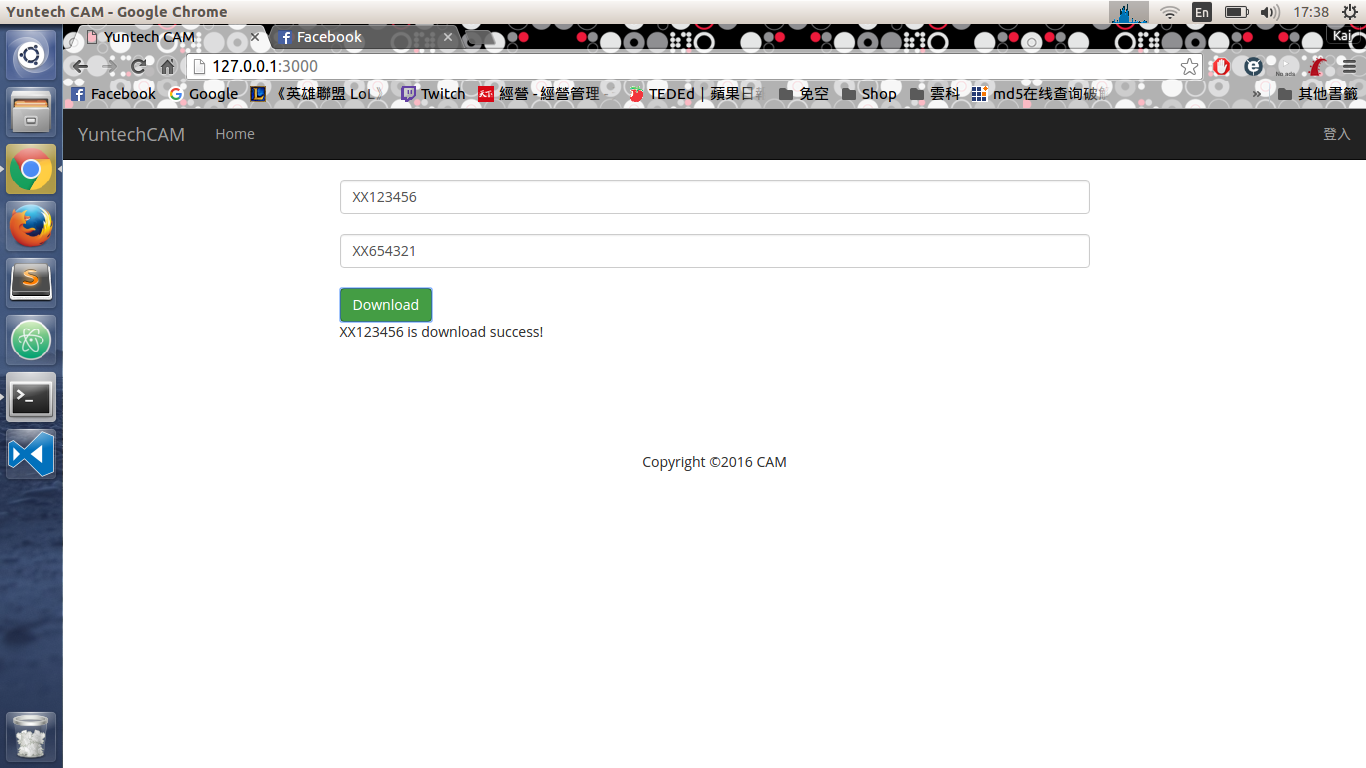 Yuntech CAM - Google Chrome
En
17:38
Yuntech CAM
Facebook
Kai
127.0.0.1:3000
Facebook
Google
《英雄聯盟 LoL》
Twitch
經營 - 經營管理
TEDEd｜蘋果日
免空
Shop
雲科
md5在线查询破
»
其他書籤
YuntechCAM
Home
登入
XX123456
XX654321
Download
XX123456 is download success!
Copyright ©2016 CAM